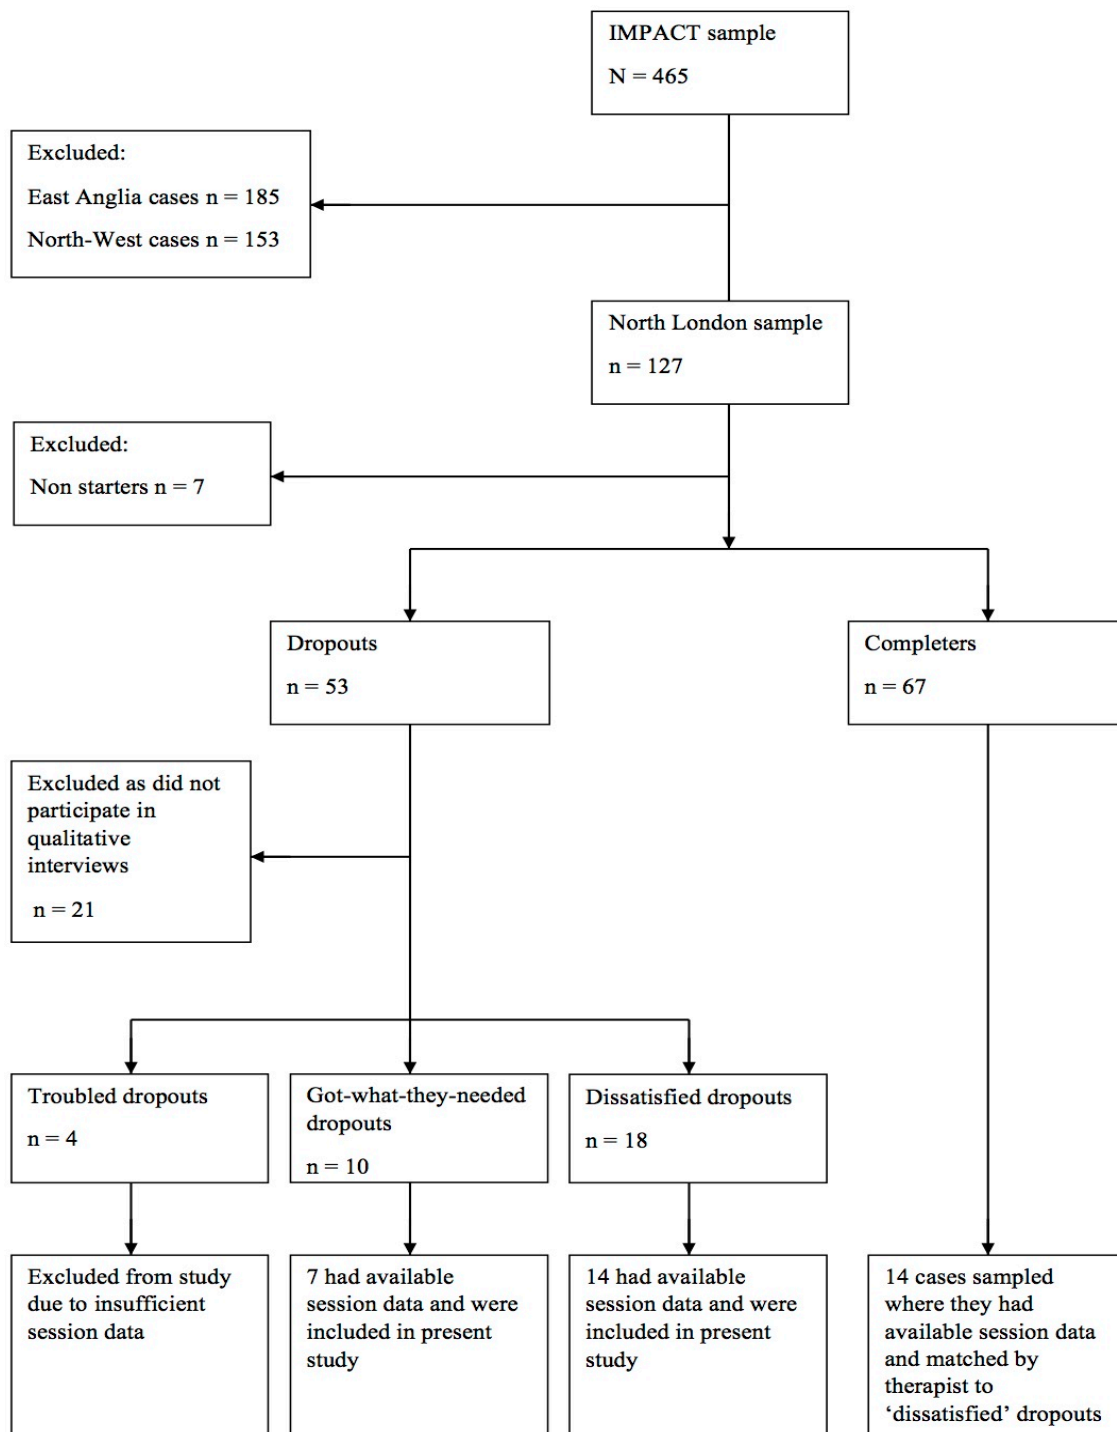 IMPACT sample
N = 465
Excluded:
East Anglia cases n = 185
North-West cases n = 153
North London sample
n = 127
Excluded:
Non starters n = 7
Dropouts
n = 53
Completers
n = 67
Excluded as did not
participate in
qualitative
interviews
n = 21
Troubled dropouts
n = 4
Got-what-they-needed
dropouts
n = 10
Dissatisfied dropouts
n = 18
Excluded from study
due to insufficient
session data
7 had available
session data and were
included in present
study
14 had available
session data and were
included in present
study
14 cases sampled
where they had
available session data
and matched by
therapist to
‘dissatisfied’ dropouts